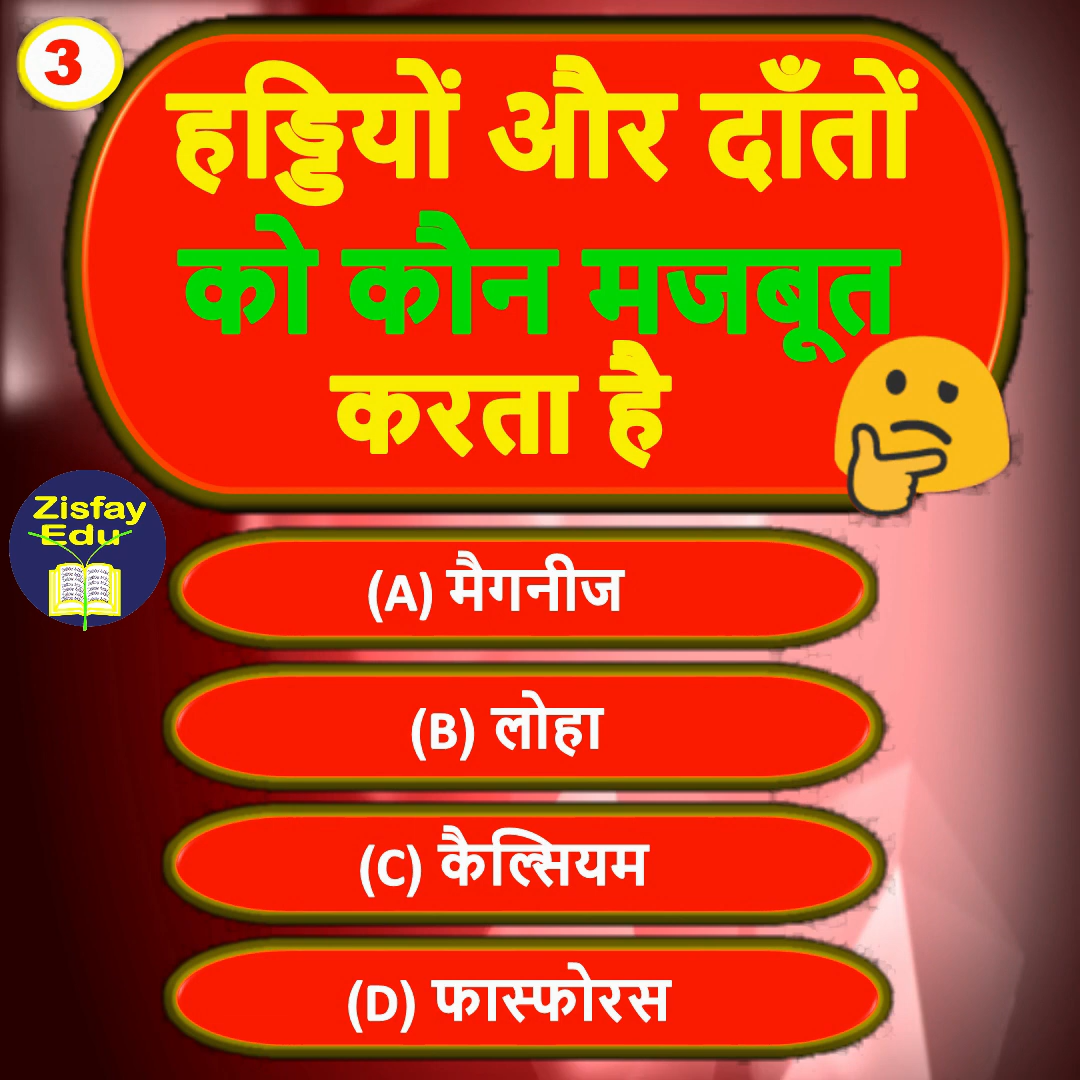 3
हड्डियों और दाँतों
को कौन मजबूत
करता है
Zisfay
Edu
(A) मैगनीज
(B) लोहा
(C) कैल्सियम
(D) फास्फोरस